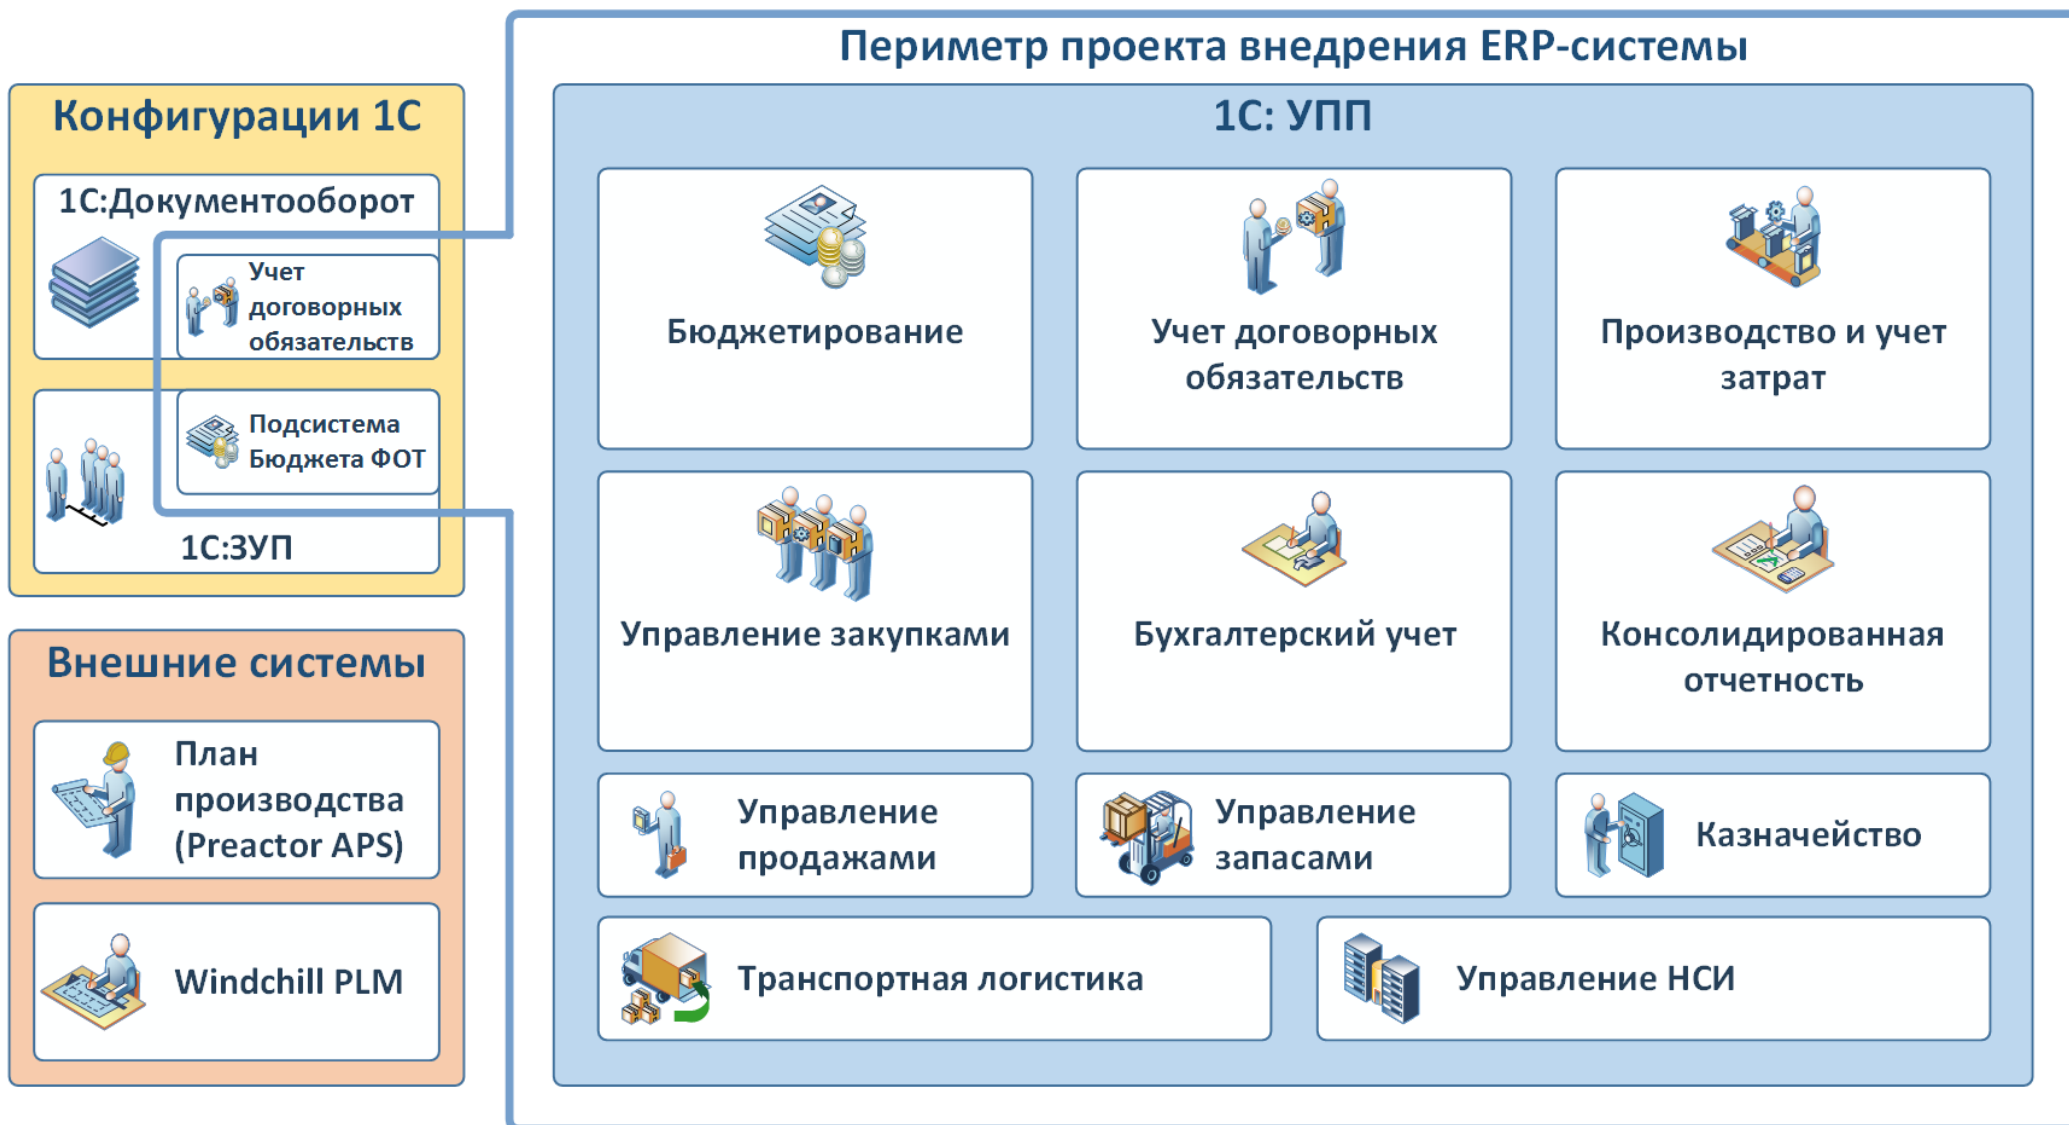 Периметр проекта внедрения ERP-системы
Конфигурации 1С
1С:Документооборот
Учет
договорных
обязательств
Подсистема
Бюджета ФОТ
1С:ЗУП
Внешние системы
План
производства
(Preactor APS)
Windchill PLM
1С: УПП
Бюджетирование
Учет договорных
обязательств
Производство и учет
затрат
Управление закупками
Бухгалтерский учет
Консолидированная
отчетность
Управление
продажами
Управление
запасами
Казначейство
Транспортная логистика
Управление НСИ